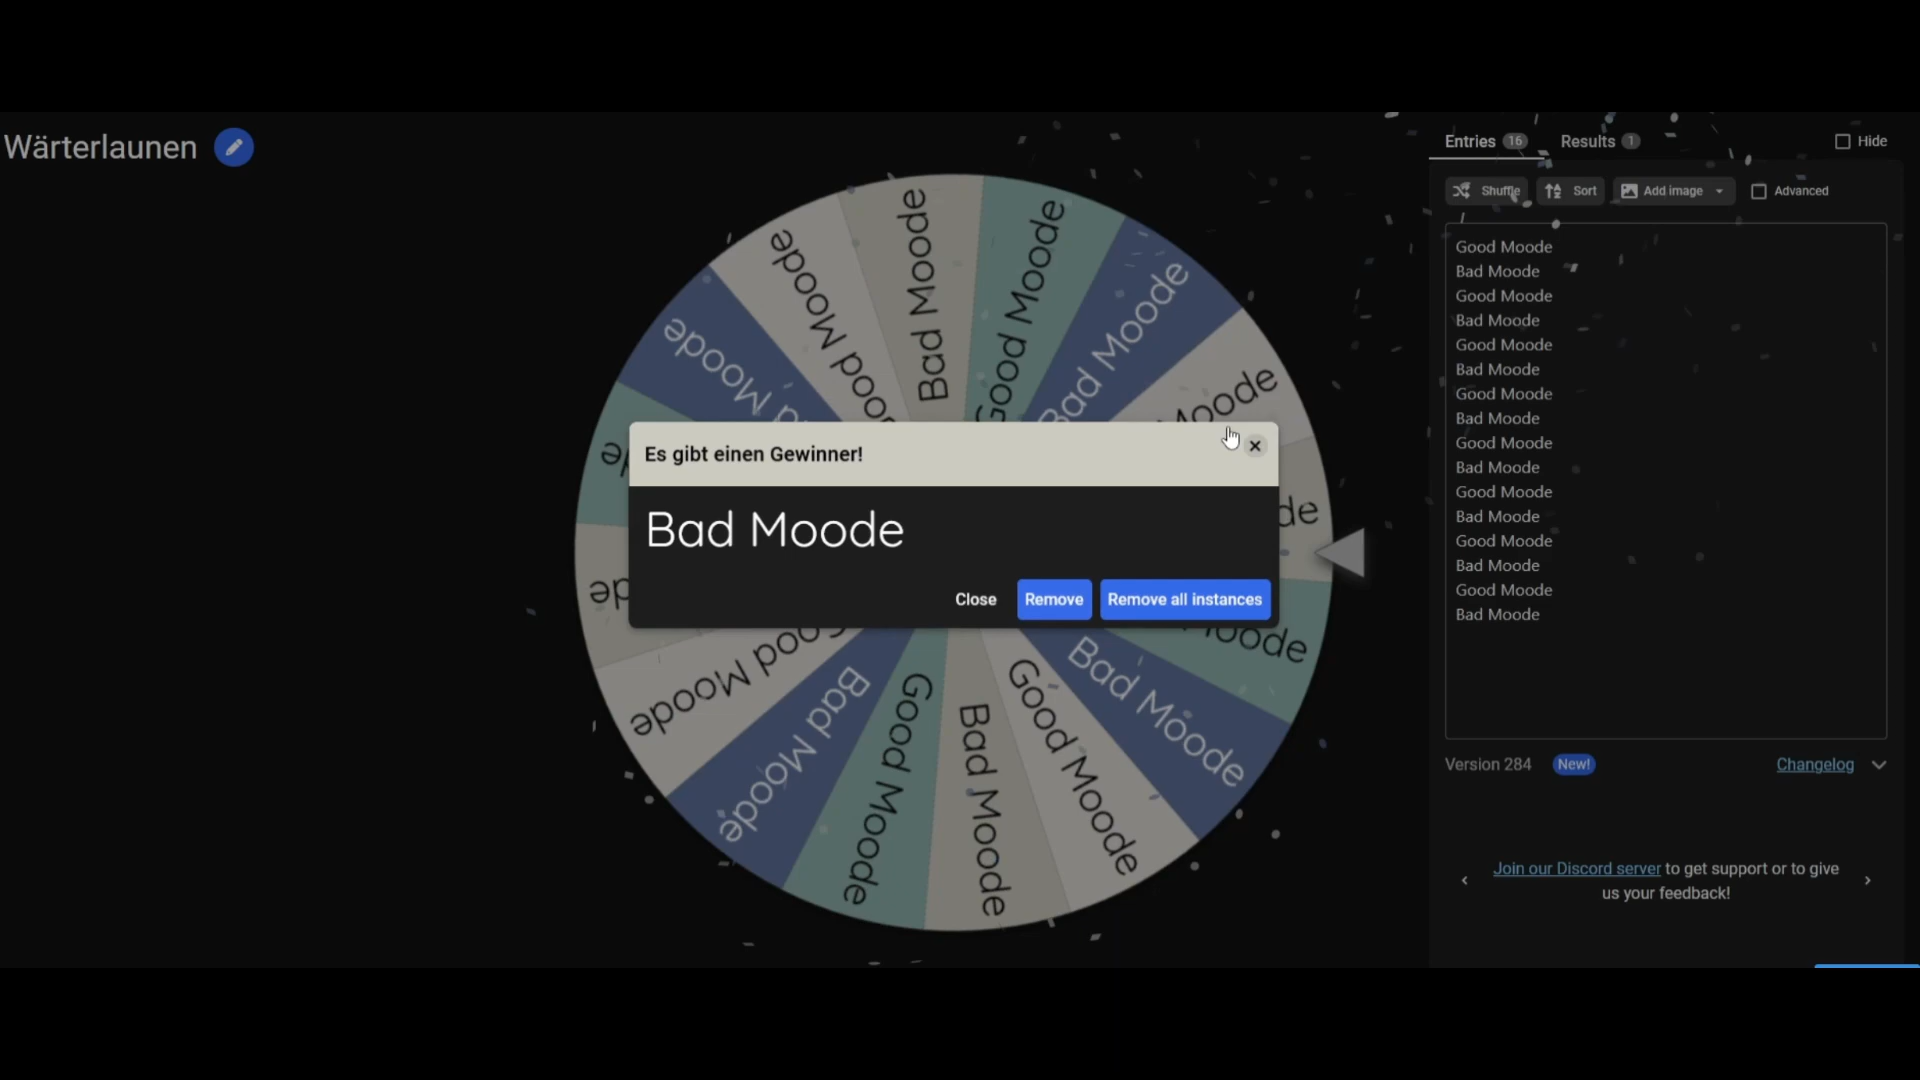 Wärterlaunen
Entries 16 Results 1 Hide
Shuffle Sort Add image Advanced
Good Moode
Bad Moode
Good Moode
Bad Moode
Good Moode
Bad Moode
Good Moode
Bad Moode
Good Moode
Bad Moode
Good Moode
Bad Moode
Good Moode
Bad Moode
Good Moode
Bad Moode
Version 284 New! Changelog
Join our Discord server to get support or to give
us your feedback!
Es gibt einen Gewinner!
Bad Moode
Close Remove Remove all instances
Bad Moode
Good Moode
Bad Moode
Moode
Moode
Bad Moode
Good Moode
Bad Moode
Good Moode
Bad Moode
Good Moode
Moode
Good Moode